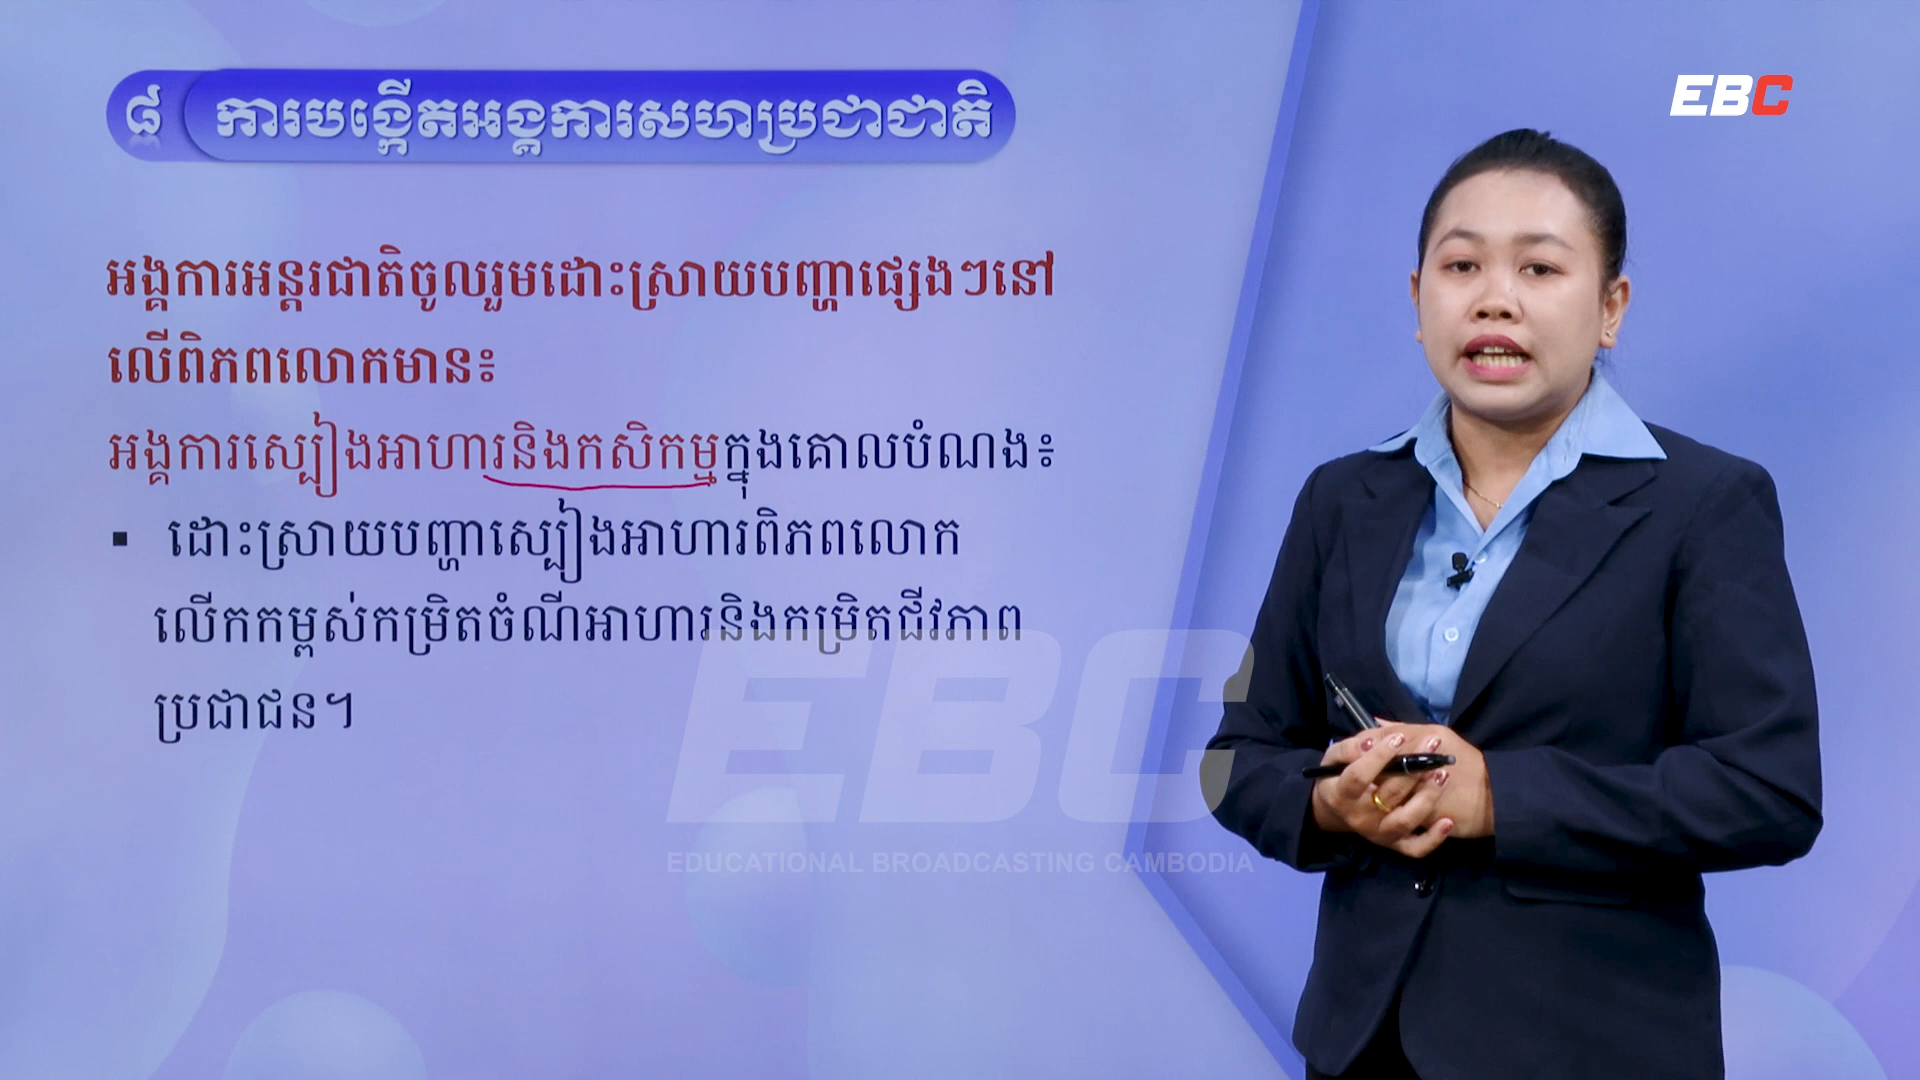 ៨ ការបង្កើតអង្គការសហប្រជាជាតិ
EBC
អង្គការអន្តរជាតិចូលរួមដោះស្រាយបញ្ហាផ្សេងៗនៅ
លើពិភពលោកមាន៖
អង្គការស្បៀងអាហារនិងកសិកម្មក្នុងគោលបំណង៖
▪ ដោះស្រាយបញ្ហាស្បៀងអាហារពិភពលោក
លើកកម្ពស់កម្រិតចំណីអាហារនិងកម្រិតជីវភាព
ប្រជាជន។
EBC
EDUCATIONAL BROADCASTING CAMBODIA